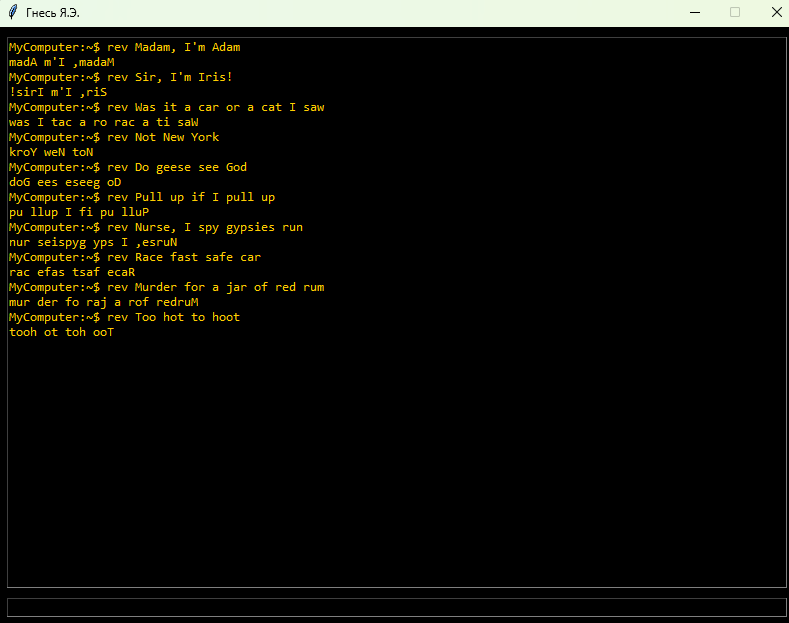 Гнесь Я.Э.
MyComputer:~$ rev Madam, I'm Adam
madA m'I ,madaM
MyComputer:~$ rev Sir, I'm Iris!
!sirI m'I ,riS
MyComputer:~$ rev Was it a car or a cat I saw
was I tac a ro rac a ti saW
MyComputer:~$ rev Not New York
kroY weN toN
MyComputer:~$ rev Do geese see God
doG ees eseeg oD
MyComputer:~$ rev Pull up if I pull up
pu llup I fi pu lluP
MyComputer:~$ rev Nurse, I spy gypsies run
nur seispyg yps I ,esruN
MyComputer:~$ rev Race fast safe car
rac efas tsaf ecaR
MyComputer:~$ rev Murder for a jar of red rum
mur der fo raj a rof redruM
MyComputer:~$ rev Too hot to hoot
tooh ot toh ooT